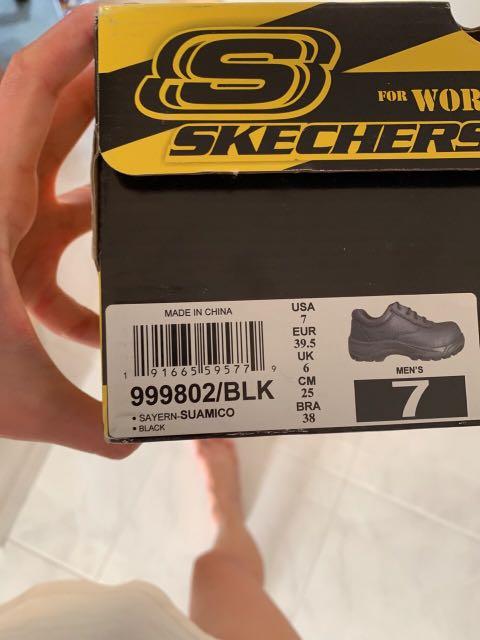 S
FOR WOR
SKECHERS
MADE IN CHINA
1 91665 59577 9
999802/BLK
• SAYERN-SUAMICO
• BLACK
USA
7
EUR
39.5
UK
6
CM
25
BRA
38
MEN'S
7